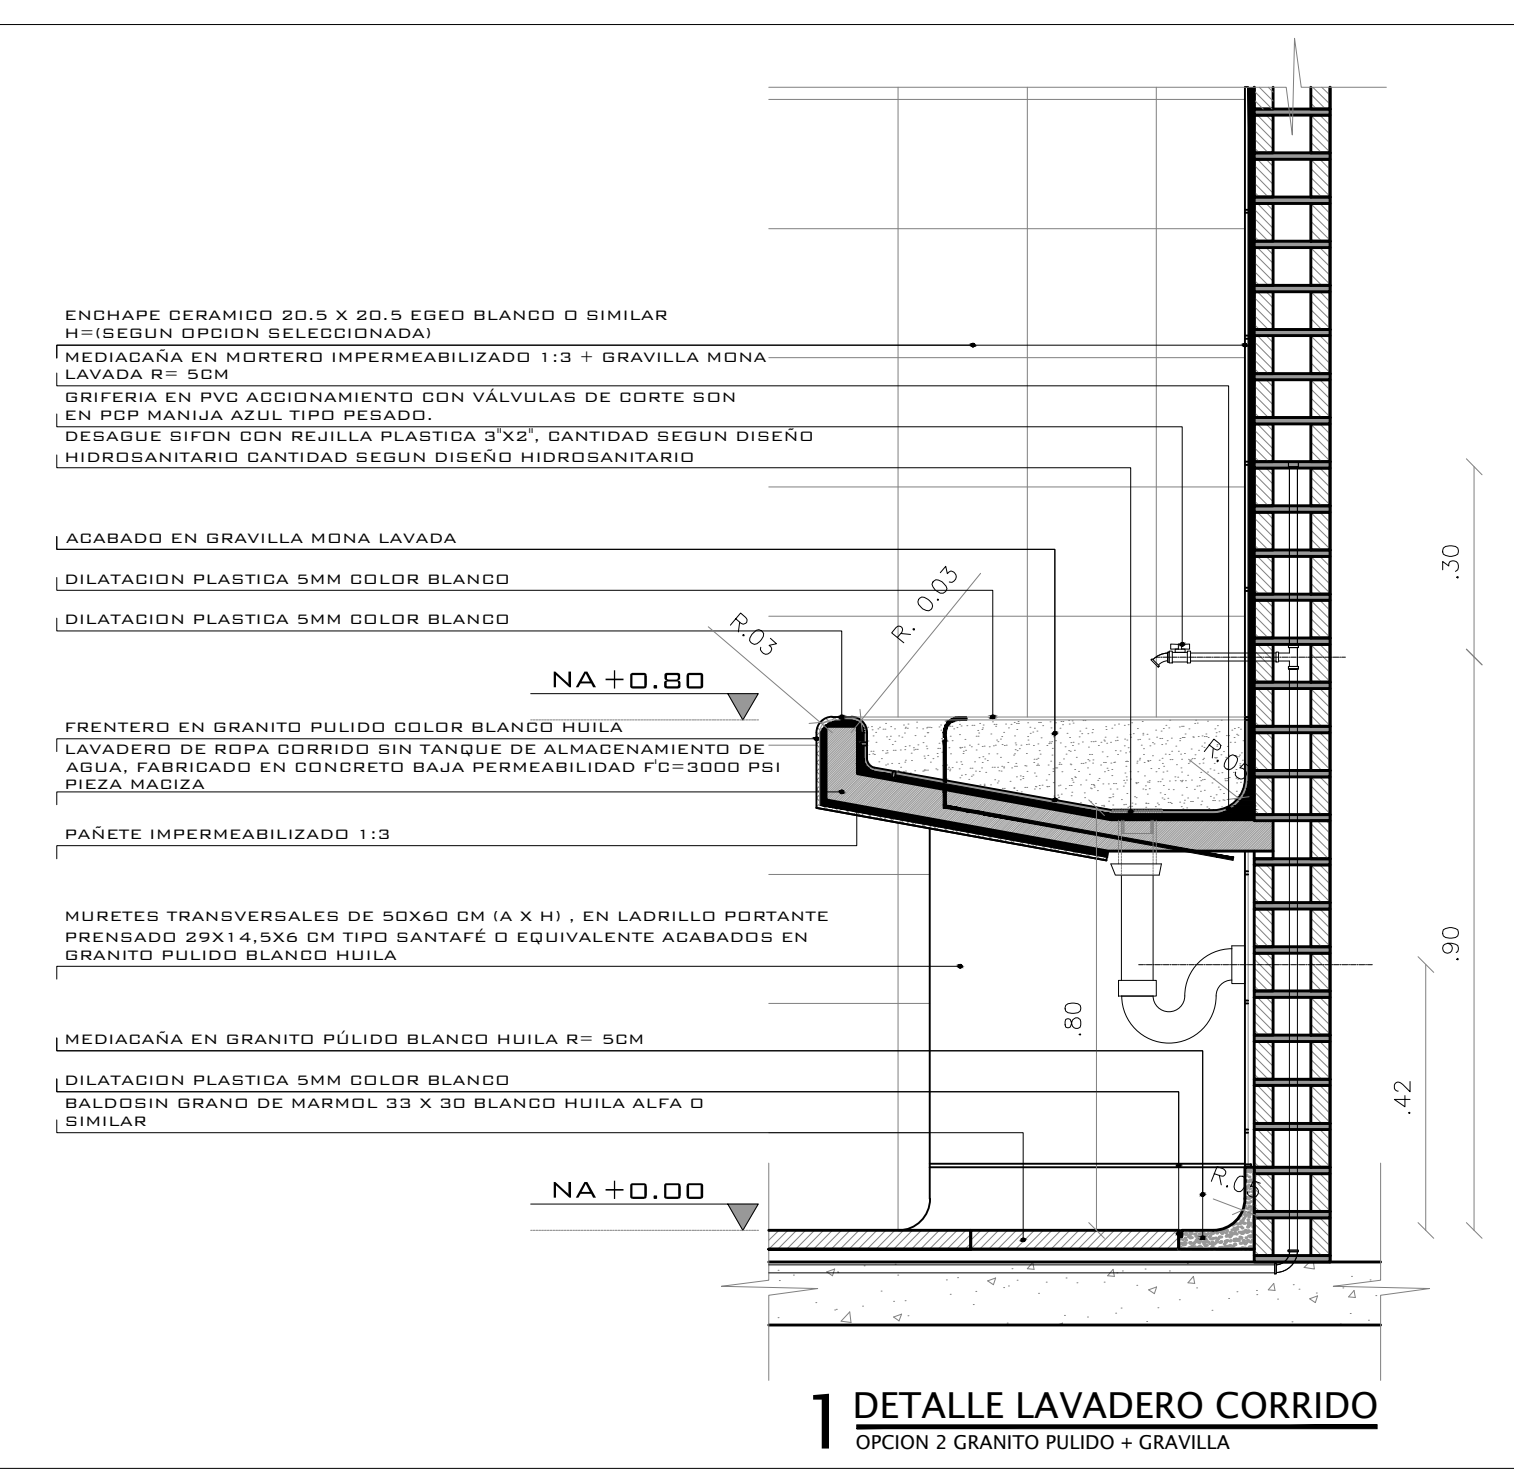 ENCHAPE CERAMICO 20.5 X 20.5 EGEO BLANCO O SIMILAR
H=(SEGUN OPCION SELECCIONADA)
MEDIACAÑA EN MORTERO IMPERMEABILIZADO 1:3 + GRAVILLA MONA
LAVADA R= 5CM
GRIFERIA EN PVC ACCIONAMIENTO CON VÁLVULAS DE CORTE SON
EN PCP MANIJA AZUL TIPO PESADO.
DESAGUE SIFON CON REJILLA PLASTICA 3"X2", CANTIDAD SEGUN DISEÑO
HIDROSANITARIO CANTIDAD SEGUN DISEÑO HIDROSANITARIO
ACABADO EN GRAVILLA MONA LAVADA
.30
DILATACION PLASTICA 5MM COLOR BLANCO
R. 0.03
DILATACION PLASTICA 5MM COLOR BLANCO
R.03
NA +0.80
FRENTERO EN GRANITO PULIDO COLOR BLANCO HUILA
LAVADERO DE ROPA CORRIDO SIN TANQUE DE ALMACENAMIENTO DE
AGUA, FABRICADO EN CONCRETO BAJA PERMEABILIDAD F'C=3000 PSI
PIEZA MACIZA
R.05
PAÑETE IMPERMEABILIZADO 1:3
MURETES TRANSVERSALES DE 50X60 CM (A X H) , EN LADRILLO PORTANTE
PRENSADO 29X14,5X6 CM TIPO SANTAFÉ O EQUIVALENTE ACABADOS EN
GRANITO PULIDO BLANCO HUILA
.90
.80
MEDIACAÑA EN GRANITO PÚLIDO BLANCO HUILA R= 5CM
DILATACION PLASTICA 5MM COLOR BLANCO
.42
BALDOSIN GRANO DE MARMOL 33 X 30 BLANCO HUILA ALFA O
SIMILAR
R.05
NA +0.00
1 DETALLE LAVADERO CORRIDO
OPCION 2 GRANITO PULIDO + GRAVILLA